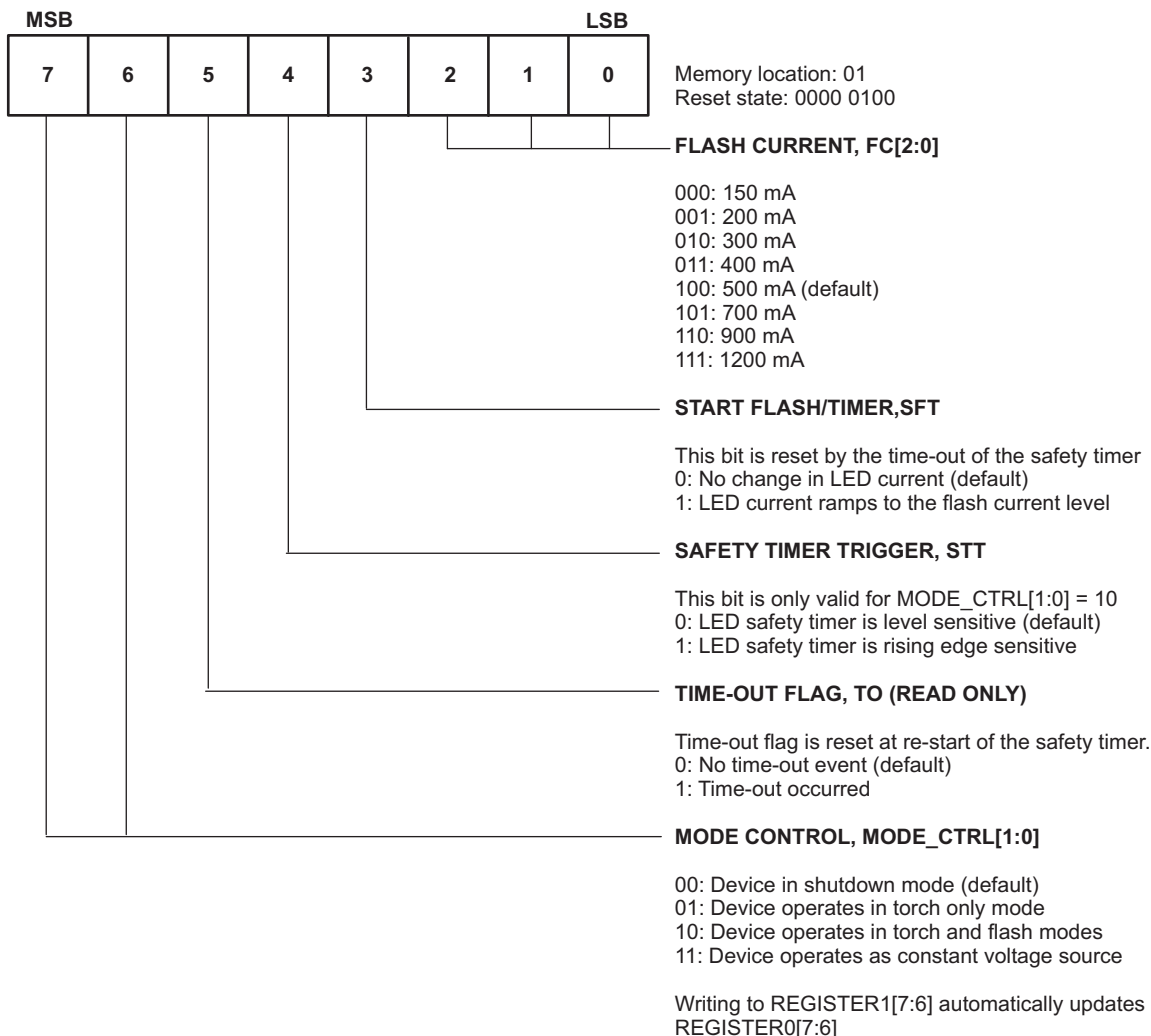 MSB LSB
7 6 5 4 3 2 1 0
Memory location: 01
Reset state: 0000 0100
FLASH CURRENT, FC[2:0]
000: 150 mA
001: 200 mA
010: 300 mA
011: 400 mA
100: 500 mA (default)
101: 700 mA
110: 900 mA
111: 1200 mA
START FLASH/TIMER,SFT
This bit is reset by the time-out of the safety timer
0: No change in LED current (default)
1: LED current ramps to the flash current level
SAFETY TIMER TRIGGER, STT
This bit is only valid for MODE_CTRL[1:0] = 10
0: LED safety timer is level sensitive (default)
1: LED safety timer is rising edge sensitive
TIME-OUT FLAG, TO (READ ONLY)
Time-out flag is reset at re-start of the safety timer.
0: No time-out event (default)
1: Time-out occurred
MODE CONTROL, MODE_CTRL[1:0]
00: Device in shutdown mode (default)
01: Device operates in torch only mode
10: Device operates in torch and flash modes
11: Device operates as constant voltage source
Writing to REGISTER1[7:6] automatically updates
REGISTER0[7:6]